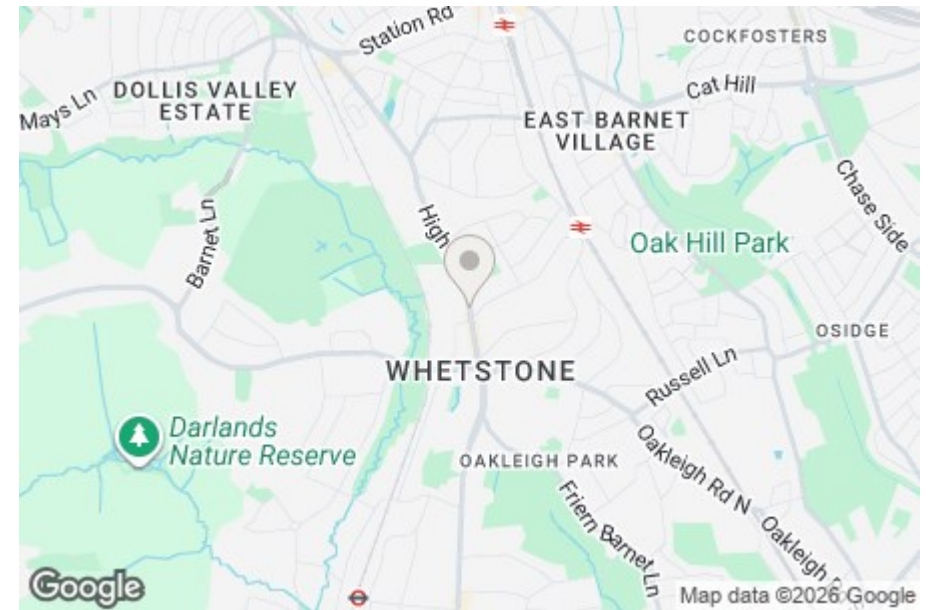 Station Rd
COCKFOSTERS
Cat Hill
DOLLIS VALLEY
ESTATE
Mays Ln
EAST BARNET
VILLAGE
Chase Side
Barnet Ln
High
Oak Hill Park
OSIDGE
WHETSTONE
Russell Ln
Darlands
Nature Reserve
OAKLEIGH PARK
Oakleigh Rd N
Friern Barnet Ln
Oakleigh
Google
Map data ©2026 Google